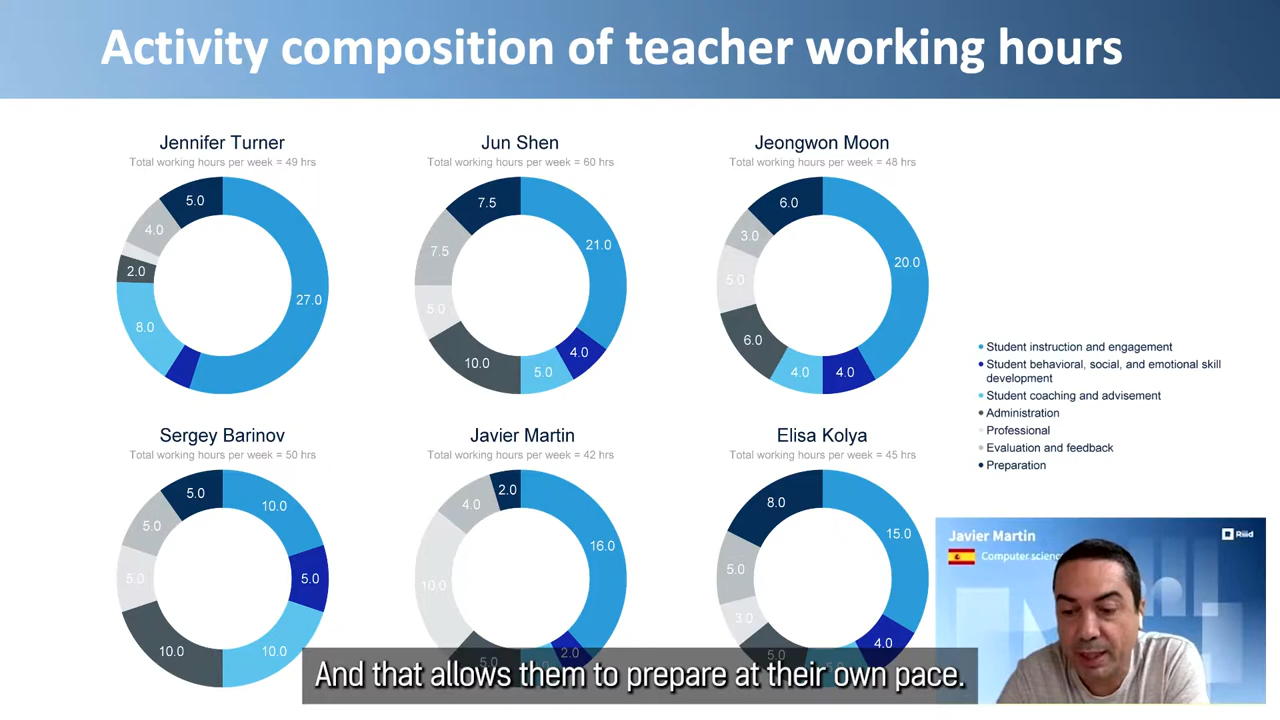 Activity composition of teacher working hours
Jennifer Turner
Total working hours per week = 49 hrs
5.0
4.0
2.0
8.0
27.0
Jun Shen
Total working hours per week = 60 hrs
7.5
7.5
5.0
10.0
5.0
4.0
21.0
Jeongwon Moon
Total working hours per week = 48 hrs
6.0
3.0
5.0
6.0
4.0
4.0
20.0
Student instruction and engagement
Student behavioral, social, and emotional skill
development
Student coaching and advisement
Administration
Professional
Evaluation and feedback
Preparation
Sergey Barinov
Total working hours per week = 50 hrs
5.0
5.0
5.0
10.0
10.0
5.0
10.0
Javier Martin
Total working hours per week = 42 hrs
2.0
4.0
10.0
5.0
2.0
16.0
Elisa Kolya
Total working hours per week = 45 hrs
8.0
5.0
3.0
5.0
4.0
15.0
Javier Martin
Computer scienc
Riiid
And that allows them to prepare at their own pace.